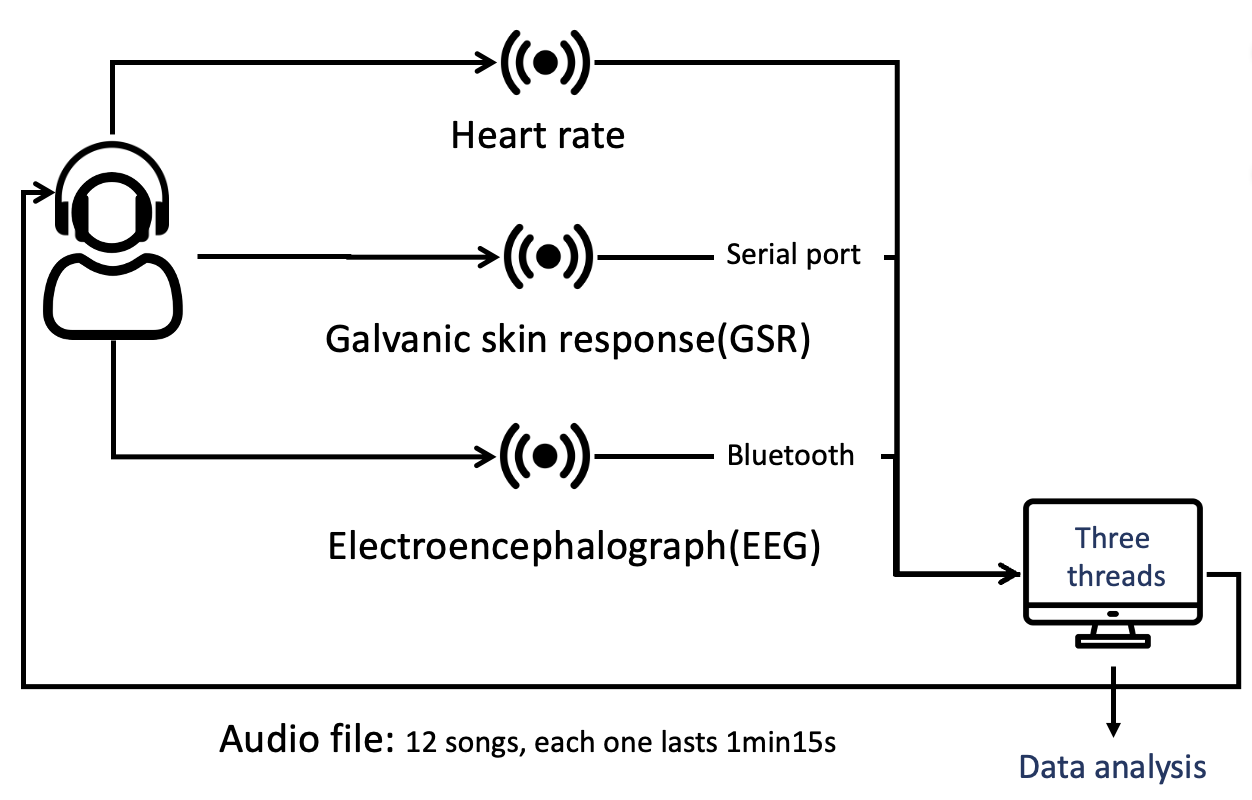 Heart rate
Serial port
Galvanic skin response(GSR)
Bluetooth
Electroencephalograph(EEG)
Three
threads
Audio file: 12 songs, each one lasts 1min15s
Data analysis